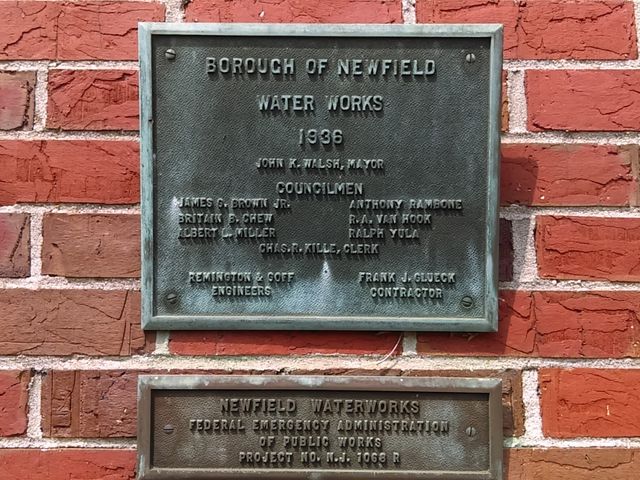 BOROUGH OF NEWFIELD
WATER WORKS
1936
JOHN K. WALSH, MAYOR
COUNCILMEN
JAMES S. BROWN JR. ANTHONY RAMBONE
BRITAIN B. CHEW R.A. VAN HOOK
ALBERT L. MILLER RALPH YULA
CHAS. R. KILLE, CLERK
REMINGTON & GOFF FRANK J. GLUECK
ENGINEERS CONTRACTOR
NEWFIELD WATERWORKS
FEDERAL EMERGENCY ADMINISTRATION
OF PUBLIC WORKS
PROJECT NO. N.J. 1068 R